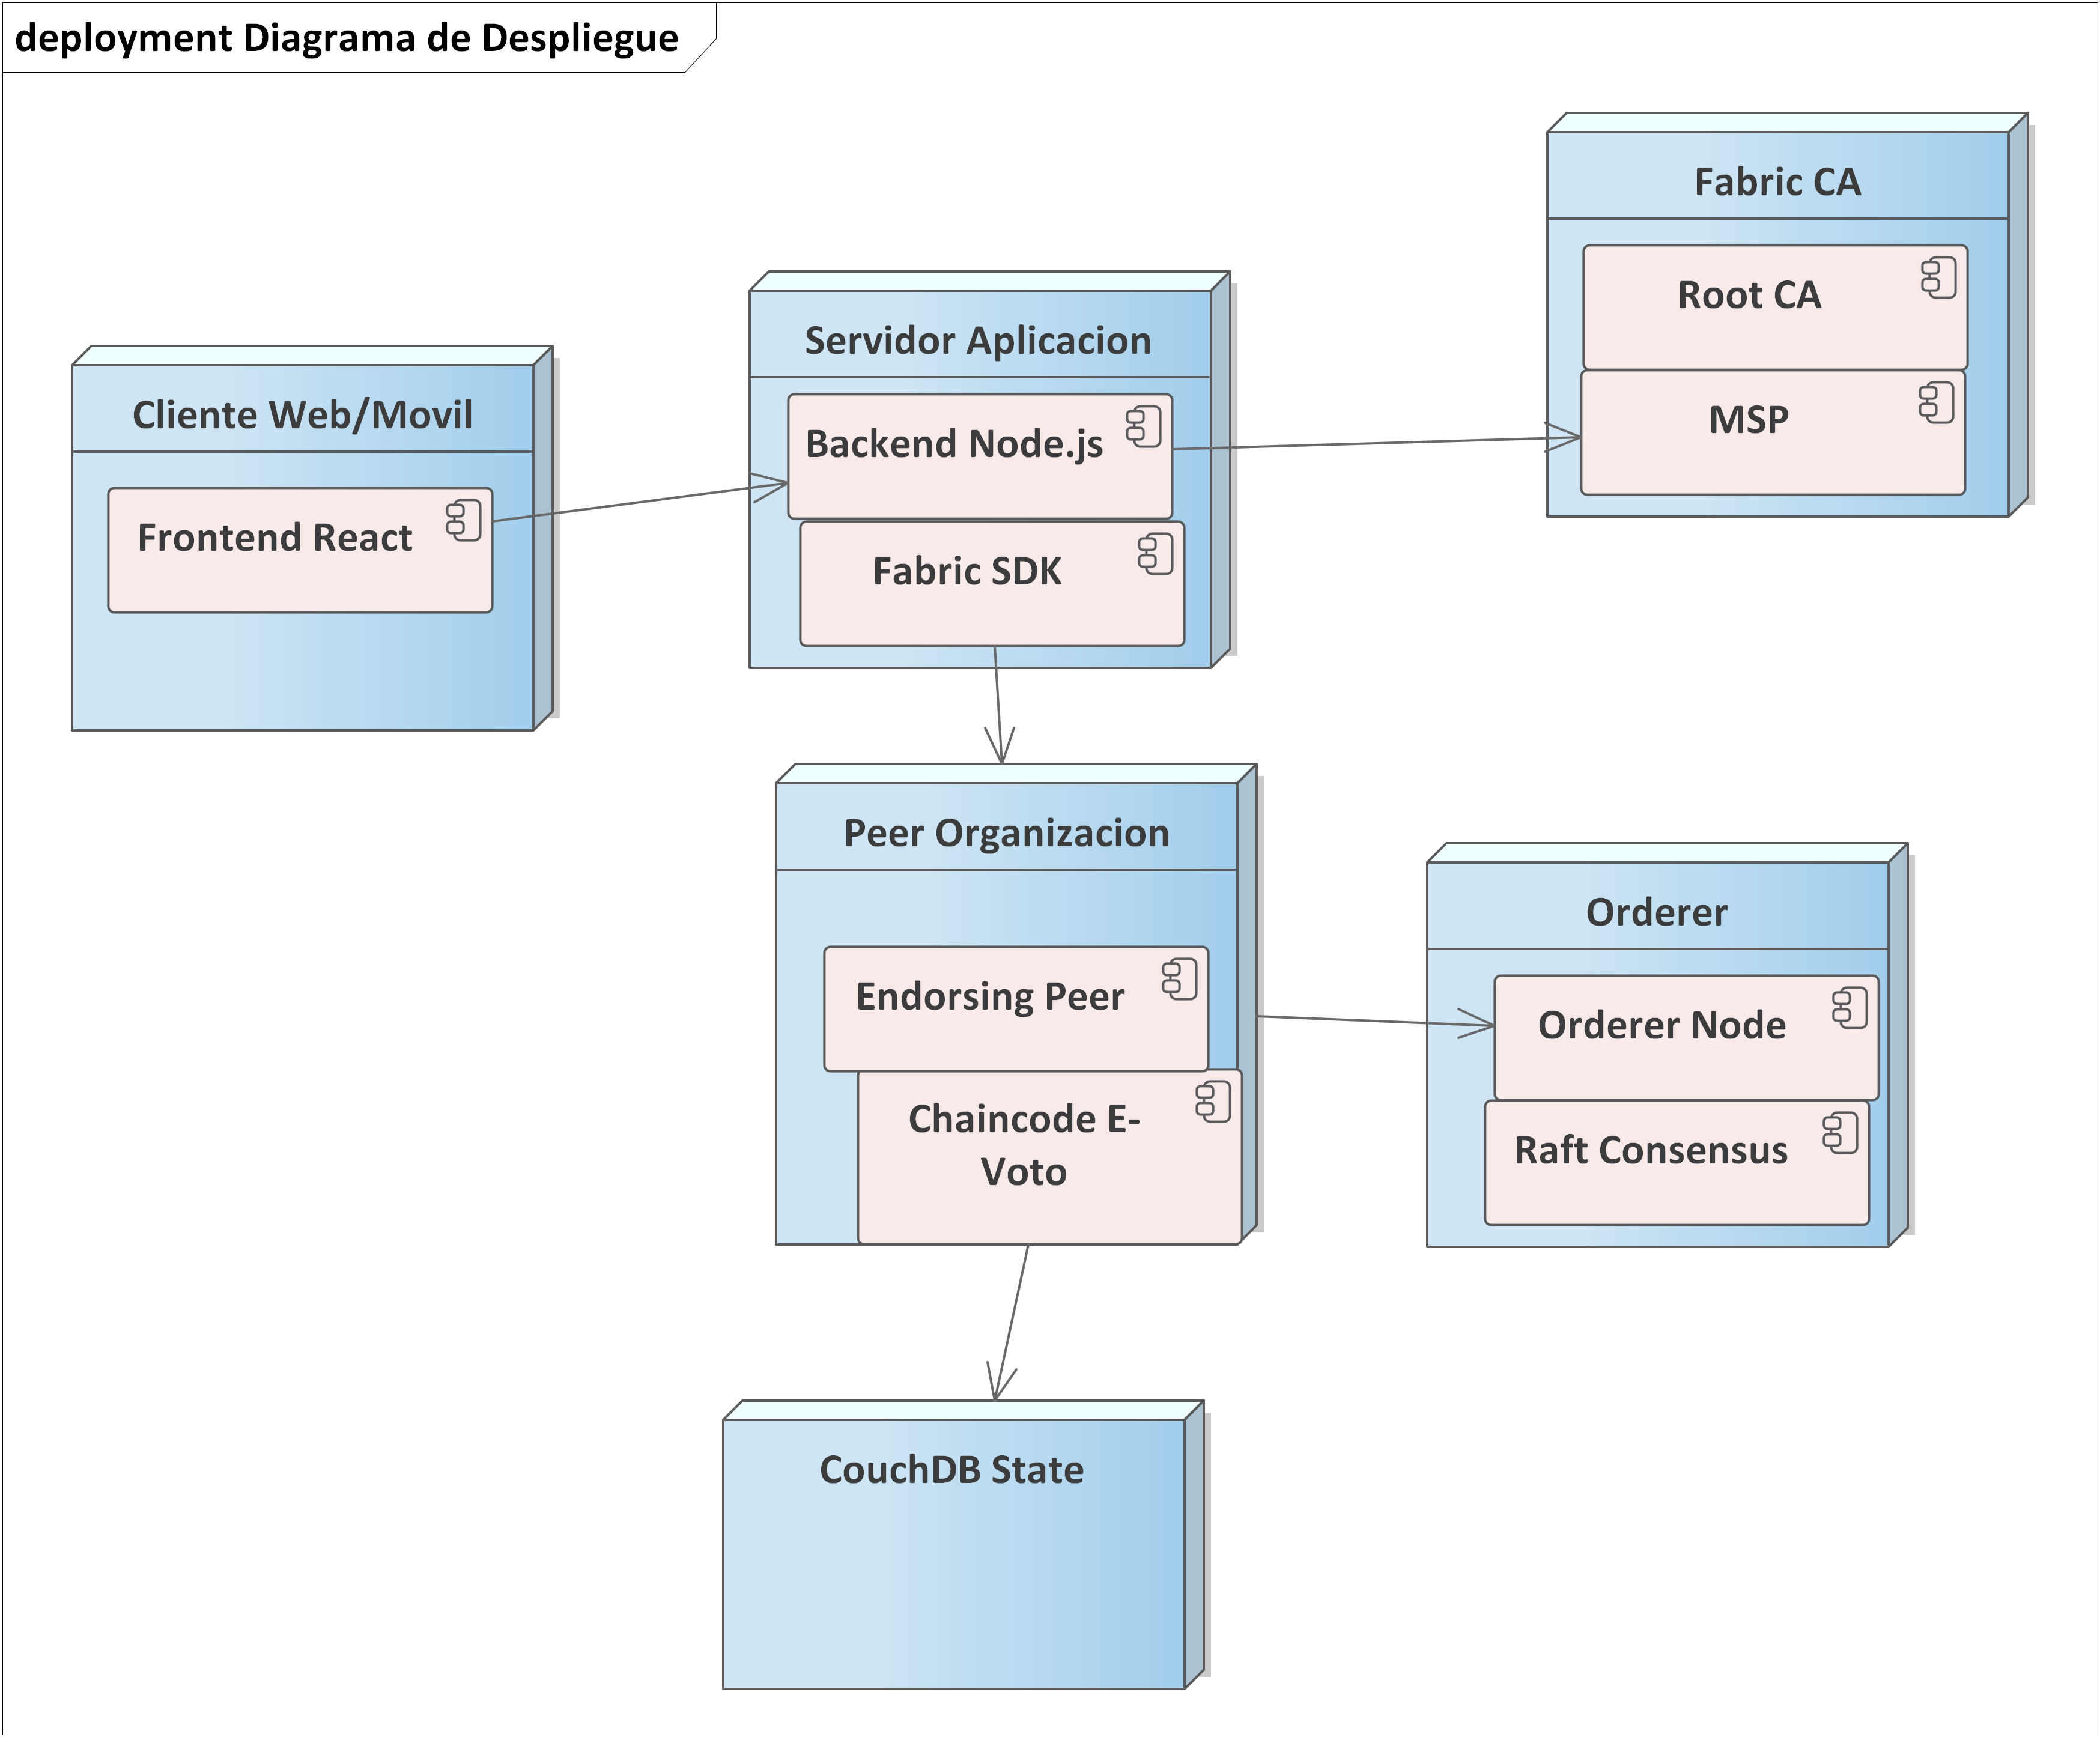 deployment Diagrama de Despliegue
Fabric CA
Root CA
MSP
Servidor Aplicacion
Backend Node.js
Fabric SDK
Cliente Web/Movil
Frontend React
Peer Organizacion
Endorsing Peer
Chaincode E-
Voto
Orderer
Orderer Node
Raft Consensus
CouchDB State